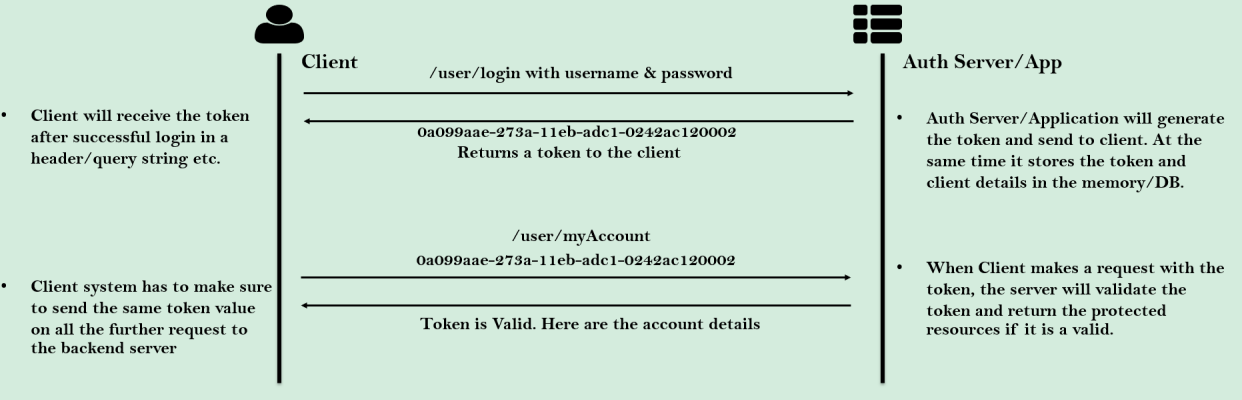 Client
Auth Server/App
/user/login with username & password
0a099aae-273a-11eb-adc1-0242ac120002
Returns a token to the client
• Client will receive the token
after successful login in a
header/query string etc.
• Auth Server/Application will generate
the token and send to client. At the
same time it stores the token and
client details in the memory/DB.
/user/myAccount
0a099aae-273a-11eb-adc1-0242ac120002
Token is Valid. Here are the account details
• Client system has to make sure
to send the same token value
on all the further request to
the backend server
• When Client makes a request with the
token, the server will validate the
token and return the protected
resources if it is a valid.